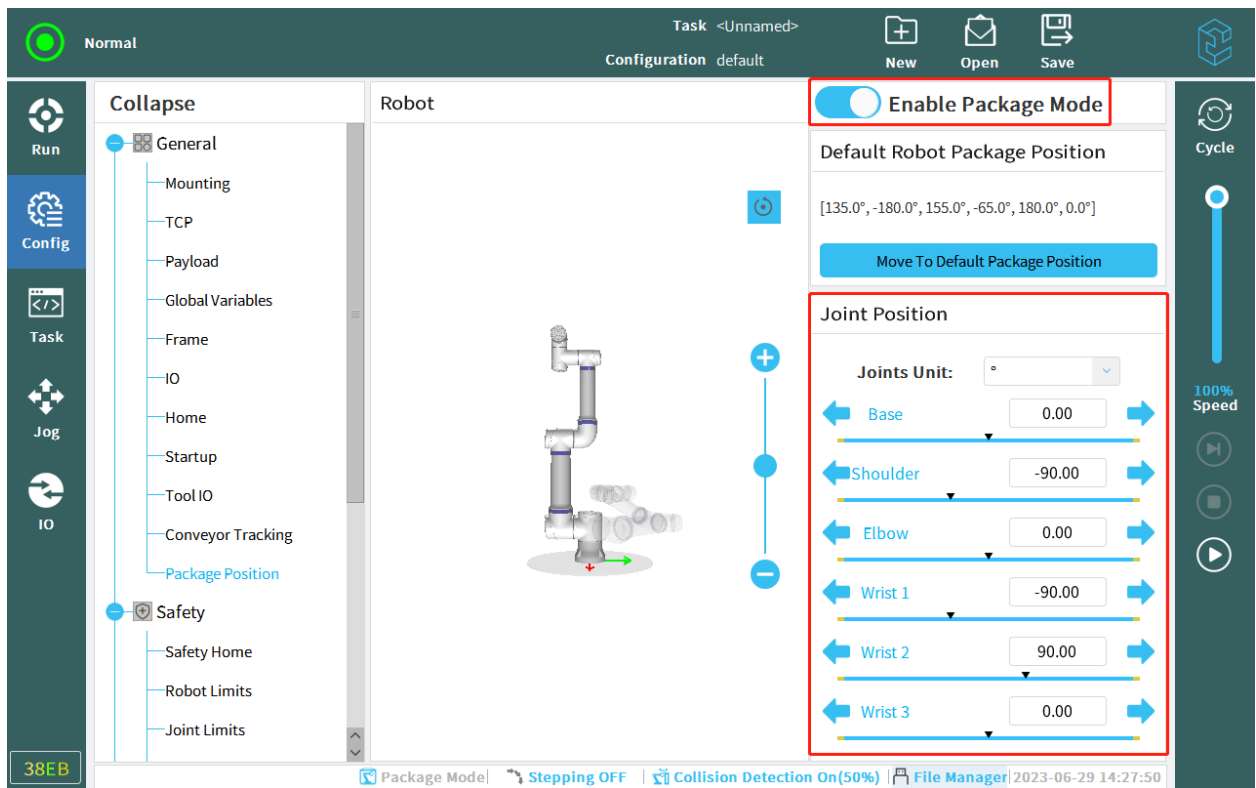 Normal
Task <Unnamed>
Configuration default
New
Open
Save
Run
Config
Task
Jog
IO
38EB
Collapse
General
Mounting
TCP
Payload
Global Variables
Frame
IO
Home
Startup
Tool IO
Conveyor Tracking
Package Position
Safety
Safety Home
Robot Limits
Joint Limits
Robot
Enable Package Mode
Default Robot Package Position
[135.0°, -180.0°, 155.0°, -65.0°, 180.0°, 0.0°]
Move To Default Package Position
Joint Position
Joints Unit: °
Base 0.00
Shoulder -90.00
Elbow 0.00
Wrist 1 -90.00
Wrist 2 90.00
Wrist 3 0.00
Cycle
100%
Speed
Package Mode| Stepping OFF | Collision Detection On(50%) | File Manager|2023-06-29 14:27:50